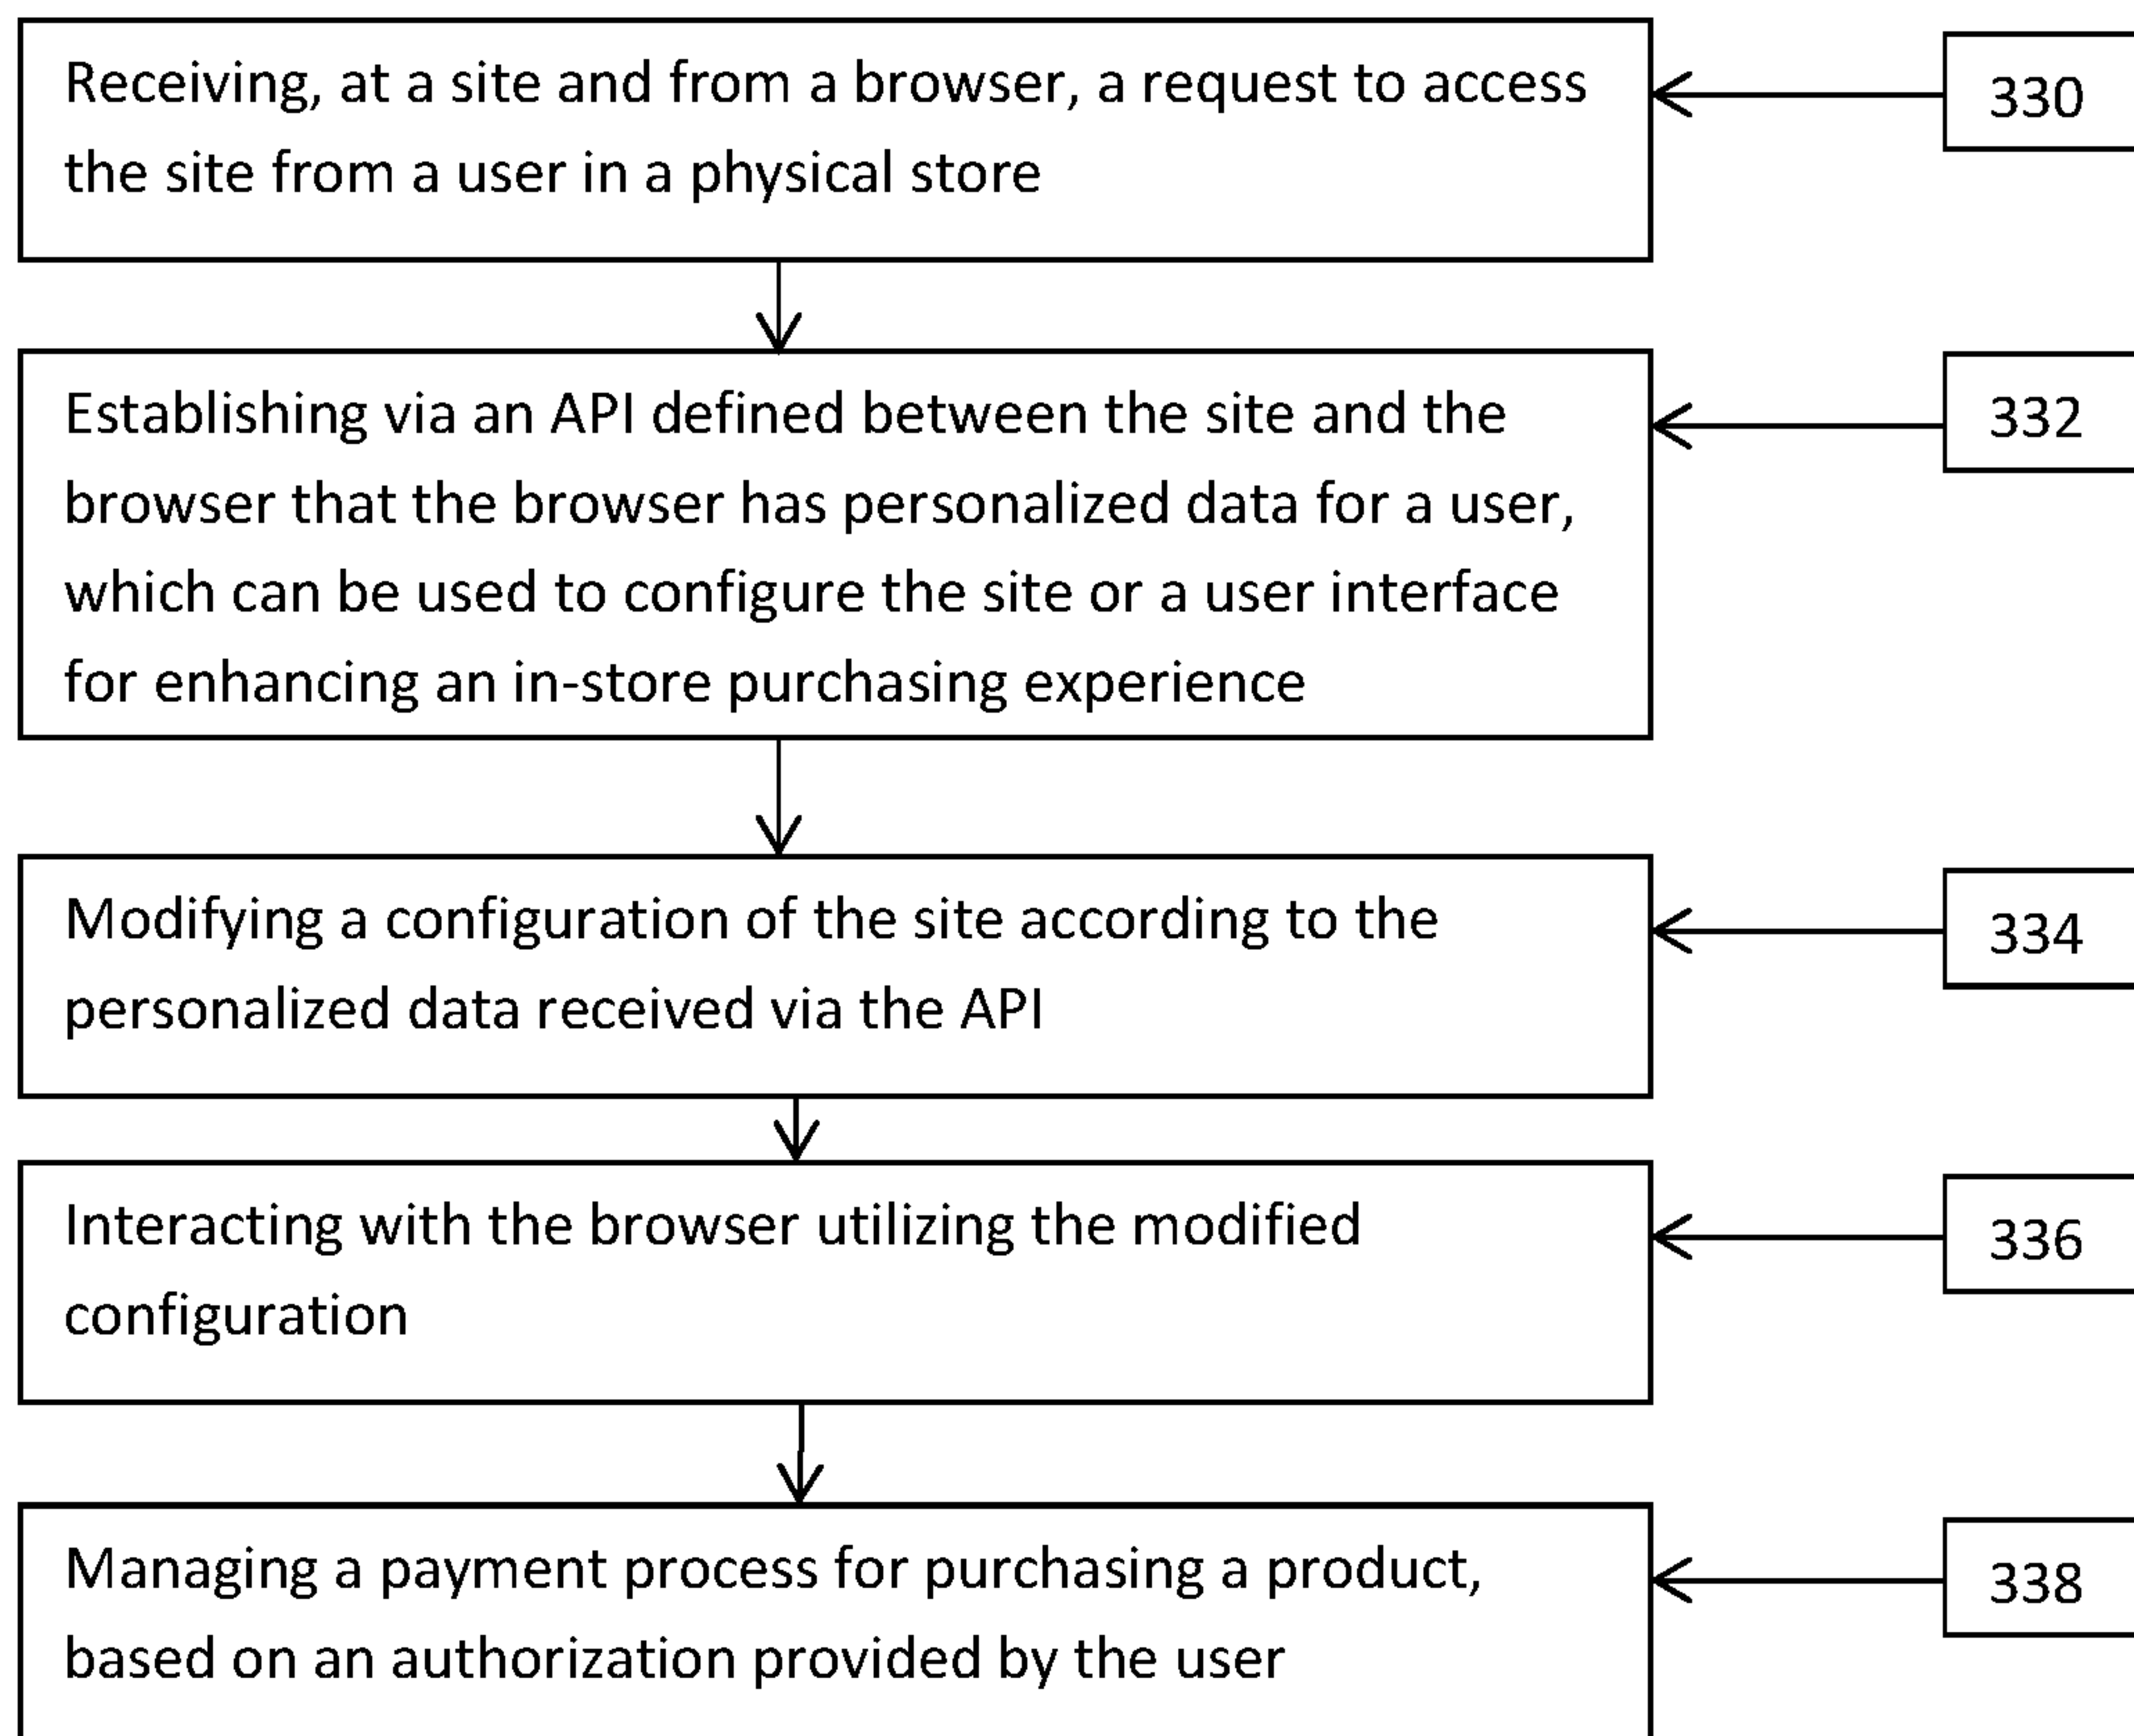 Receiving, at a site and from a browser, a request to access
the site from a user in a physical store
330
Establishing via an API defined between the site and the
browser that the browser has personalized data for a user,
which can be used to configure the site or a user interface
for enhancing an in-store purchasing experience
332
Modifying a configuration of the site according to the
personalized data received via the API
334
Interacting with the browser utilizing the modified
configuration
336
Managing a payment process for purchasing a product,
based on an authorization provided by the user
338